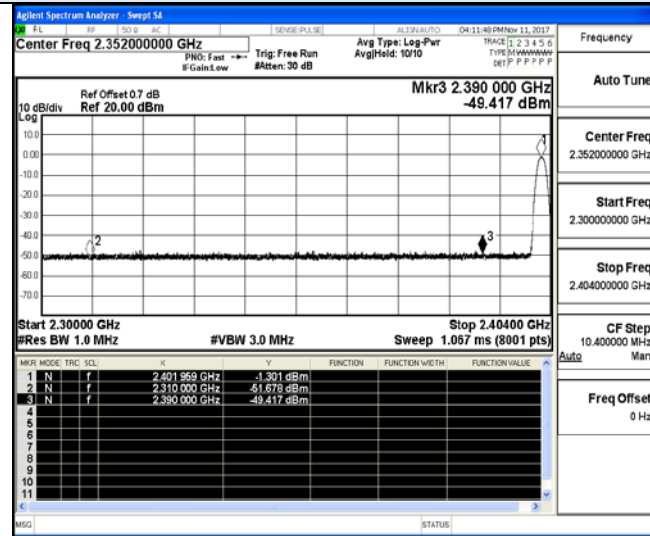 Agilent Spectrum Analyzer - Swept SA
RL RF 50 Ω AC SENSE:PULSE ALIGNAUTO 04:11:48 PM Nov 11, 2017
Center Freq 2.352000000 GHz
PNO: Fast
IFGain:Low
Trig: Free Run
#Atten: 30 dB
Avg Type: Log-Pwr
Avg|Hold: 10/10
TRACE 1 2 3 4 5 6
TYPE MWWWWW
DET P P P P P P
Frequency
Auto Tune
Center Freq
2.352000000 GHz
Start Freq
2.300000000 GHz
Stop Freq
2.404000000 GHz
CF Step
10.400000 MHz
Auto Man
Freq Offset
0 Hz
Ref Offset 0.7 dB
10 dB/div Ref 20.00 dBm
Log
Mkr3 2.390 000 GHz
-49.417 dBm
10.0
0.00
-10.0
-20.0
-30.0
-40.0
-50.0
-60.0
-70.0
1
2
3
Start 2.30000 GHz Stop 2.40400 GHz
#Res BW 1.0 MHz #VBW 3.0 MHz Sweep 1.067 ms (8001 pts)
MKR MODE TRC SCL X Y FUNCTION FUNCTION WIDTH FUNCTION VALUE
1 N f 2.401 959 GHz -1.301 dBm
2 N f 2.310 000 GHz -51.678 dBm
3 N f 2.390 000 GHz -49.417 dBm
4
5
6
7
8
9
10
11
MSG STATUS